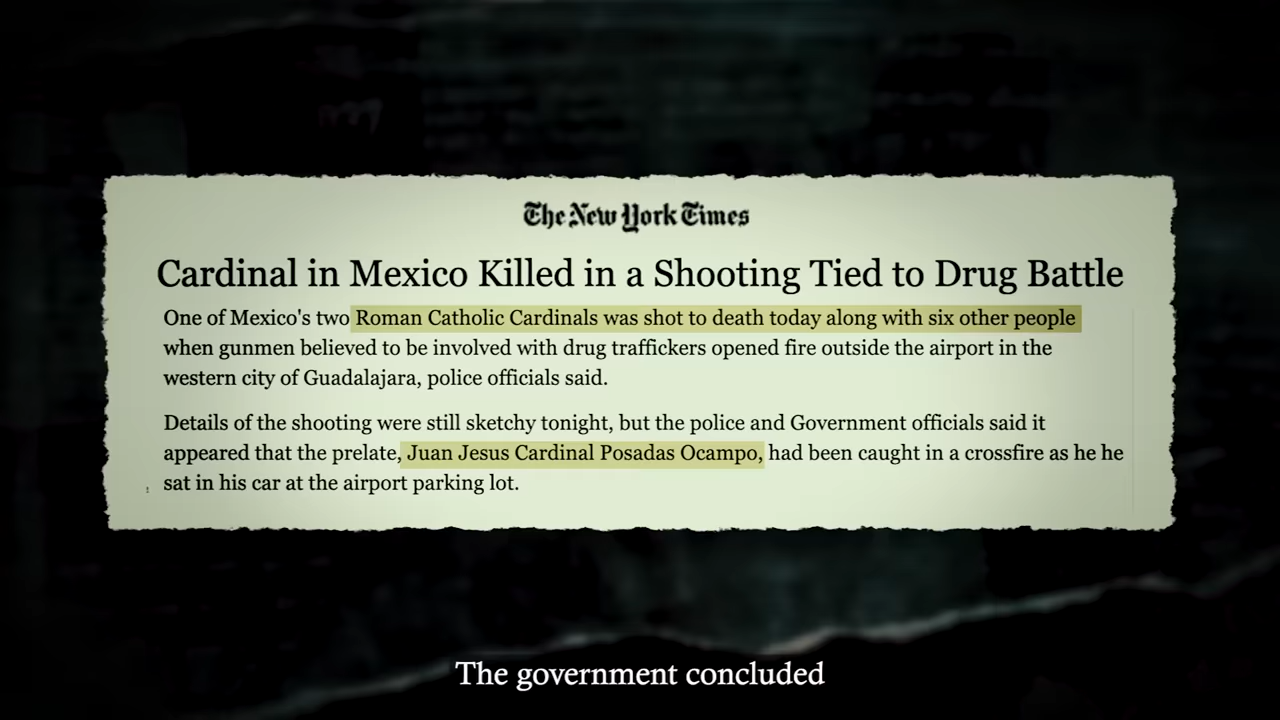 The New York Times
Cardinal in Mexico Killed in a Shooting Tied to Drug Battle
One of Mexico's two Roman Catholic Cardinals was shot to death today along with six other people
when gunmen believed to be involved with drug traffickers opened fire outside the airport in the
western city of Guadalajara, police officials said.
Details of the shooting were still sketchy tonight, but the police and Government officials said it
appeared that the prelate, Juan Jesus Cardinal Posadas Ocampo, had been caught in a crossfire as he he
sat in his car at the airport parking lot.
The government concluded